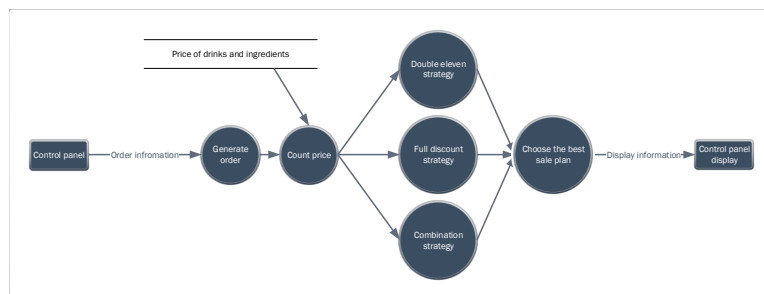 Price of drinks and ingredients
Double eleven
strategy
Control panel
Order infromation
Generate
order
Count price
Full discount
strategy
Choose the best
sale plan
Display information
Control panel
display
Combination
strategy